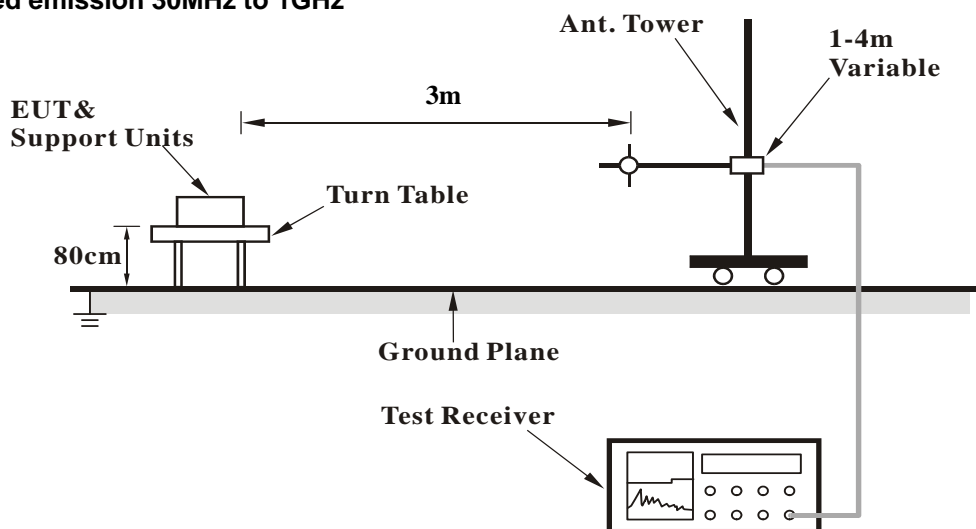 ed emission 30MHz to 1GHz
Ant. Tower
1-4m
Variable
3m
EUT&
Support Units
Turn Table
80cm
Ground Plane
Test Receiver